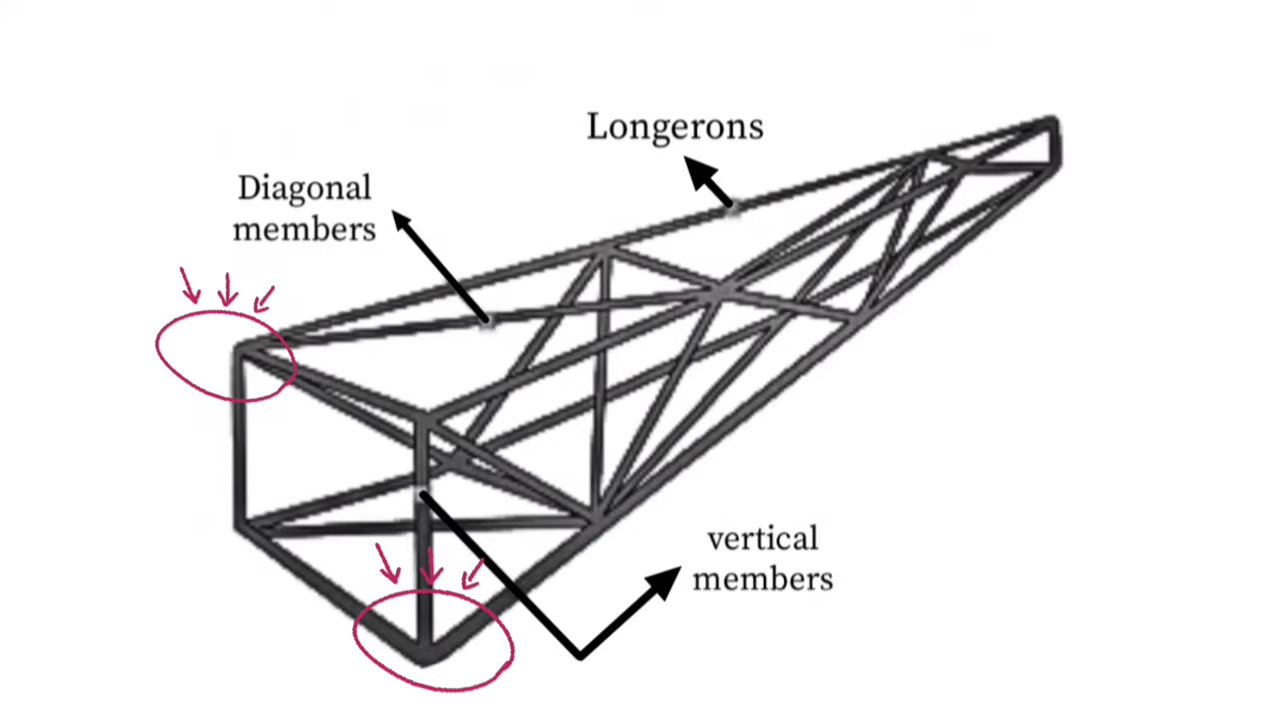 Longerons
Diagonal
members
vertical
members